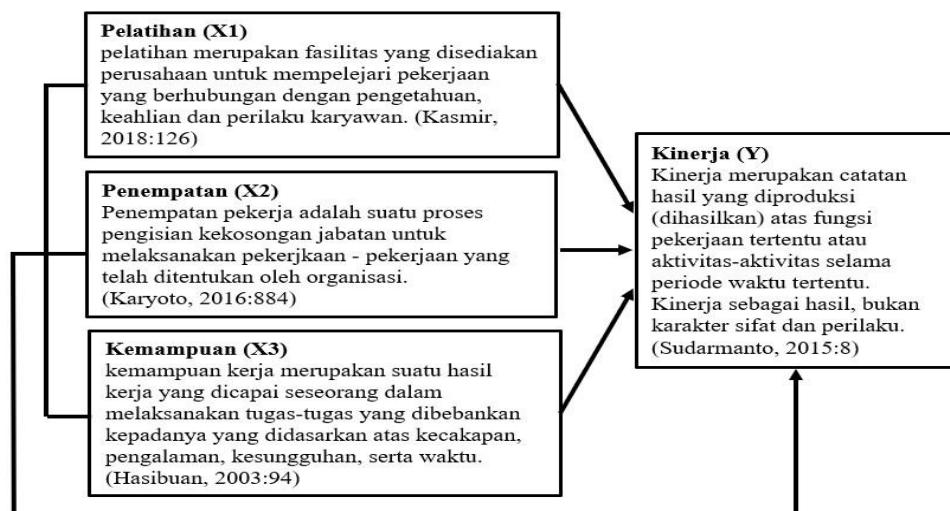 Pelatihan (X1)
pelatihan merupakan fasilitas yang disediakan
perusahaan untuk mempelejari pekerjaan
yang berhubungan dengan pengetahuan,
keahlian dan perilaku karyawan. (Kasmir,
2018:126)
Penempatan (X2)
Penempatan pekerja adalah suatu proses
pengisian kekosongan jabatan untuk
melaksanakan pekerjkaan - pekerjaan yang
telah ditentukan oleh organisasi.
(Karyoto, 2016:884)
Kemampuan (X3)
kemampuan kerja merupakan suatu hasil
kerja yang dicapai seseorang dalam
melaksanakan tugas-tugas yang dibebankan
kepadanya yang didasarkan atas kecakapan,
pengalaman, kesungguhan, serta waktu.
(Hasibuan, 2003:94)
Kinerja (Y)
Kinerja merupakan catatan
hasil yang diproduksi
(dihasilkan) atas fungsi
pekerjaan tertentu atau
aktivitas-aktivitas selama
periode waktu tertentu.
Kinerja sebagai hasil, bukan
karakter sifat dan perilaku.
(Sudarmanto, 2015:8)